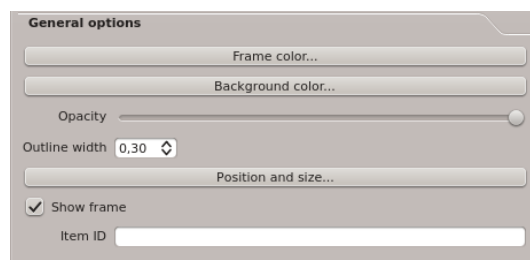 General options
Frame color...
Background color...
Opacity
Outline width 0,30
Position and size...
Show frame
Item ID